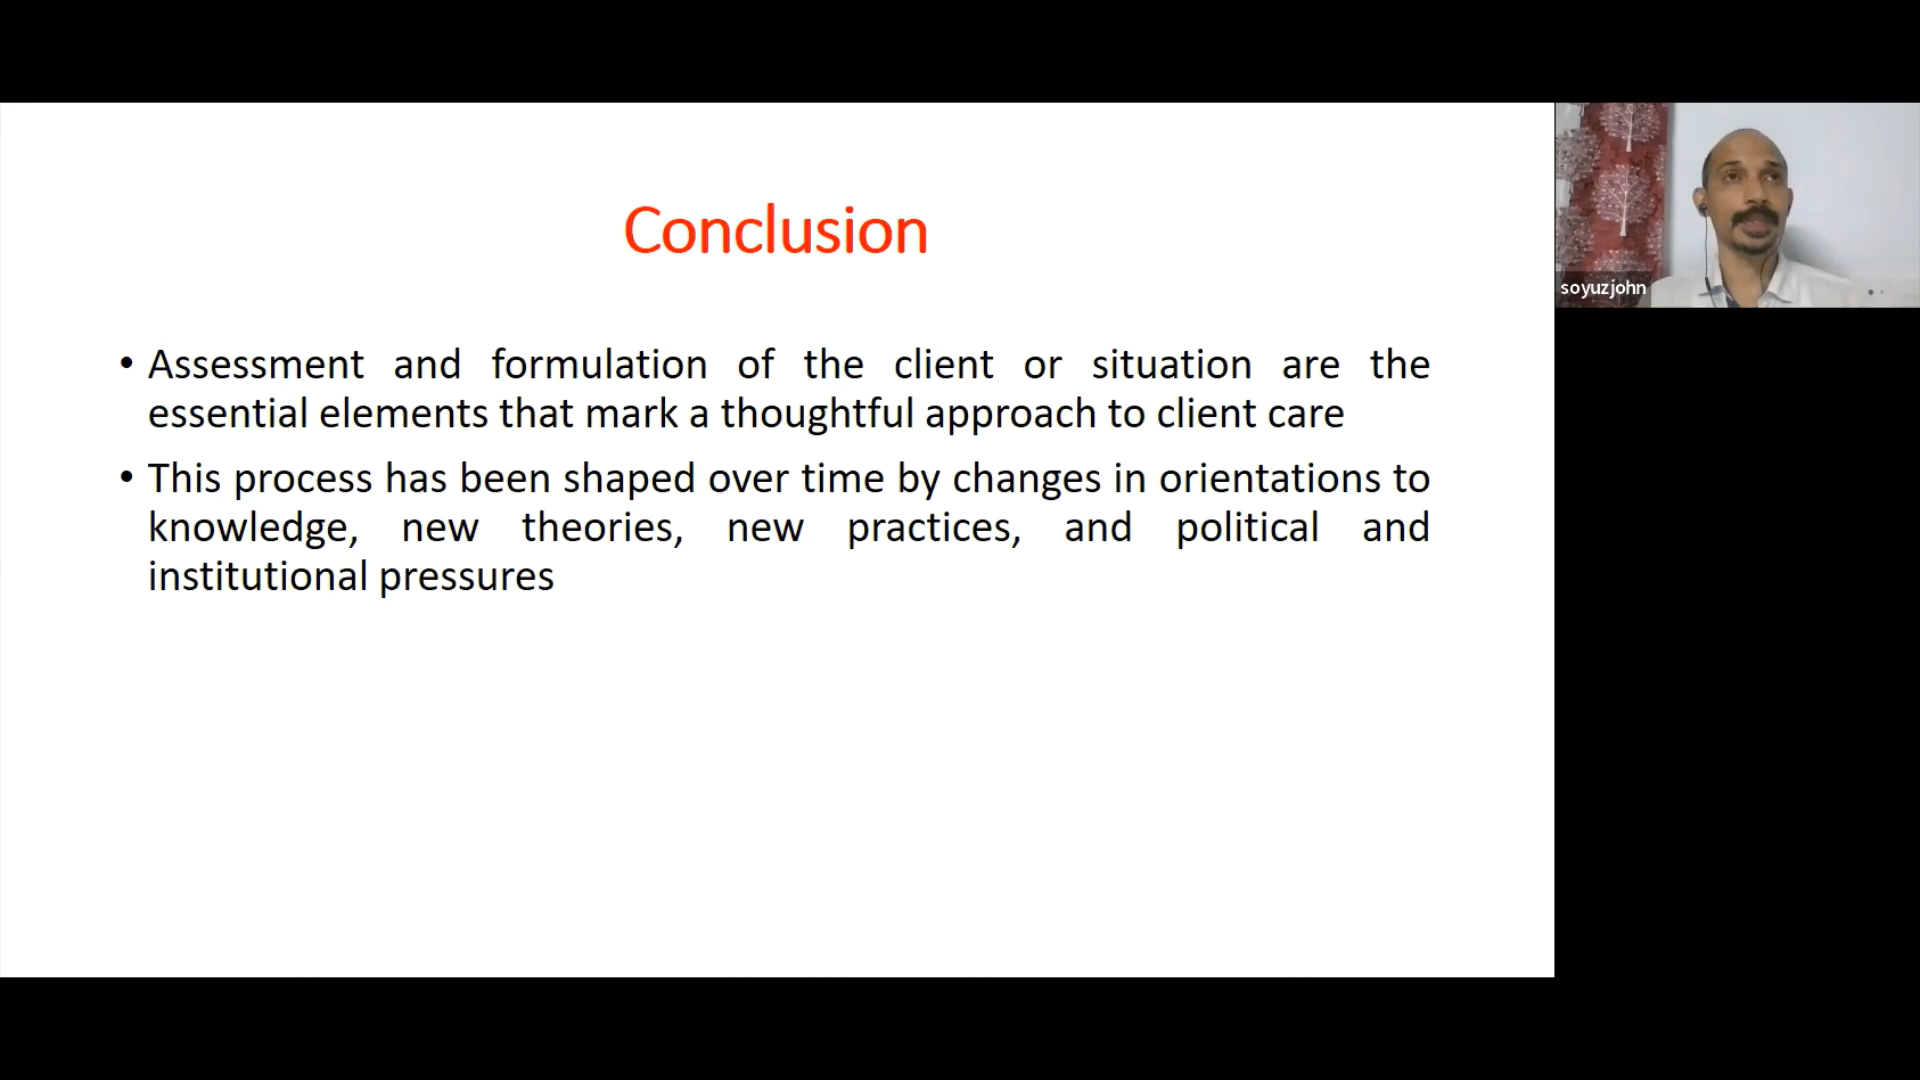 Conclusion
• Assessment and formulation of the client or situation are the
essential elements that mark a thoughtful approach to client care
• This process has been shaped over time by changes in orientations to
knowledge, new theories, new practices, and political and
institutional pressures
soyuzjohn